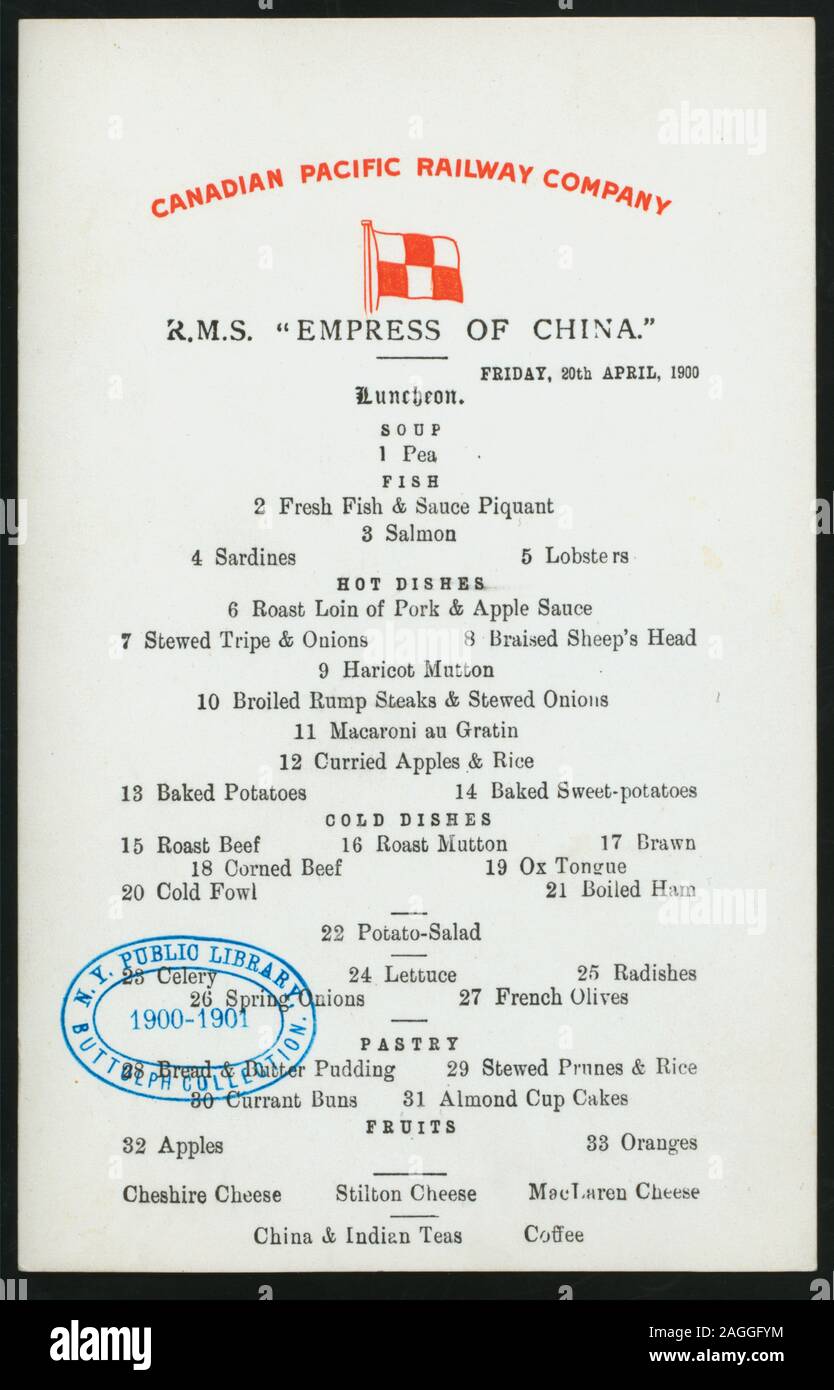 CANADIAN PACIFIC RAILWAY COMPANY
R.M.S. “EMPRESS OF CHINA.”
FRIDAY, 20th APRIL, 1900
Luncheon.
SOUP
1 Pea
FISH
2 Fresh Fish & Sauce Piquant
3 Salmon
4 Sardines 5 Lobsters
HOT DISHES
6 Roast Loin of Pork & Apple Sauce
7 Stewed Tripe & Onions 8 Braised Sheep's Head
9 Haricot Mutton
10 Broiled Rump Steaks & Stewed Onions
11 Macaroni au Gratin
12 Curried Apples & Rice
13 Baked Potatoes 14 Baked Sweet-potatoes
COLD DISHES
15 Roast Beef 16 Roast Mutton 17 Brawn
18 Corned Beef 19 Ox Tongue
20 Cold Fowl 21 Boiled Ham
22 Potato-Salad
23 Celery 24 Lettuce 25 Radishes
26 Spring Onions 27 French Olives
N. Y. PUBLIC LIBRARY.
1900-1901
BUTTOLPH COLLECTION.
PASTRY
28 Bread & Butter Pudding 29 Stewed Prunes & Rice
30 Currant Buns 31 Almond Cup Cakes
FRUITS
32 Apples 33 Oranges
Cheshire Cheese Stilton Cheese MacLaren Cheese
China & Indian Teas Coffee
alamy
Image ID: 2AGGFYM
www.alamy.com